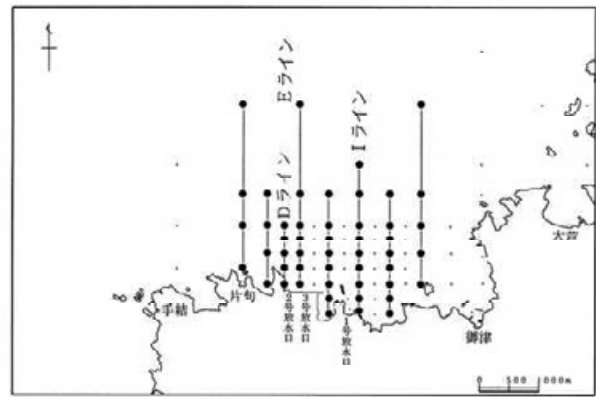 Eライン
Iライン
Dライン
大芦
片句
手結
2号放水口
3号放水口
1号放水口
御津
0 500 1000m